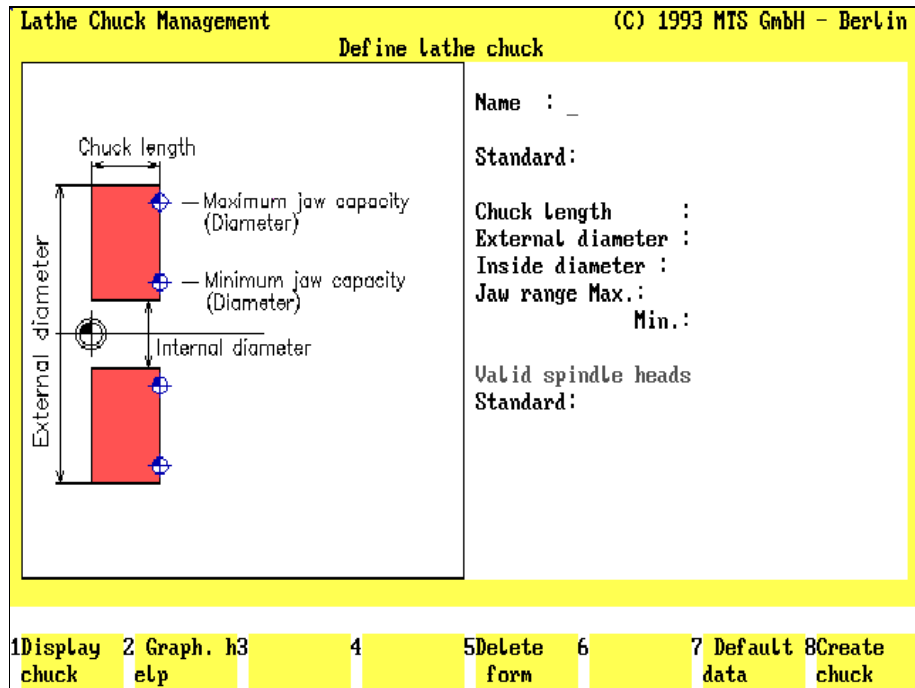 Lathe Chuck Management (C) 1993 MTS GmbH - Berlin
Define lathe chuck
Chuck length
Maximum jaw capacity
(Diameter)
Minimum jaw capacity
(Diameter)
Internal diameter
External diameter
Name : _
Standard:
Chuck length :
External diameter :
Inside diameter :
Jaw range Max.:
Min.:
Valid spindle heads
Standard:
1Display 2 Graph. h3 4 5Delete 6 7 Default 8Create
chuck elp form data chuck